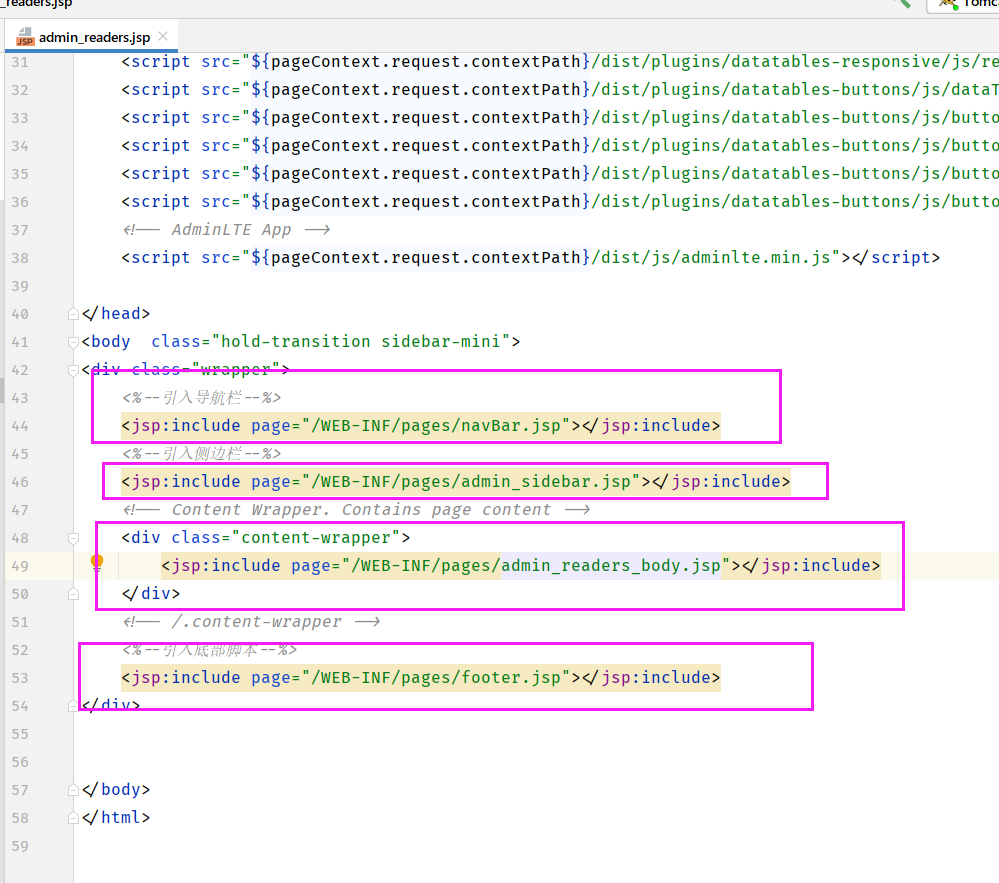 _readers.jsp
Tomc
admin_readers.jsp
31 <script src="${pageContext.request.contextPath}/dist/plugins/datatables-responsive/js/re
32 <script src="${pageContext.request.contextPath}/dist/plugins/datatables-buttons/js/dataT
33 <script src="${pageContext.request.contextPath}/dist/plugins/datatables-buttons/js/butto
34 <script src="${pageContext.request.contextPath}/dist/plugins/datatables-buttons/js/butto
35 <script src="${pageContext.request.contextPath}/dist/plugins/datatables-buttons/js/butto
36 <script src="${pageContext.request.contextPath}/dist/plugins/datatables-buttons/js/butto
37 <!-- AdminLTE App -->
38 <script src="${pageContext.request.contextPath}/dist/js/adminlte.min.js"></script>
39
40 </head>
41 <body  class="hold-transition sidebar-mini">
42 <div class="wrapper">
43 <%--引入导航栏--%>
44 <jsp:include page="/WEB-INF/pages/navBar.jsp"></jsp:include>
45 <%--引入侧边栏--%>
46 <jsp:include page="/WEB-INF/pages/admin_sidebar.jsp"></jsp:include>
47 <!-- Content Wrapper. Contains page content -->
48 <div class="content-wrapper">
49 <jsp:include page="/WEB-INF/pages/admin_readers_body.jsp"></jsp:include>
50 </div>
51 <!-- /.content-wrapper -->
52 <%--引入底部脚本--%>
53 <jsp:include page="/WEB-INF/pages/footer.jsp"></jsp:include>
54 </div>
55
56
57 </body>
58 </html>
59